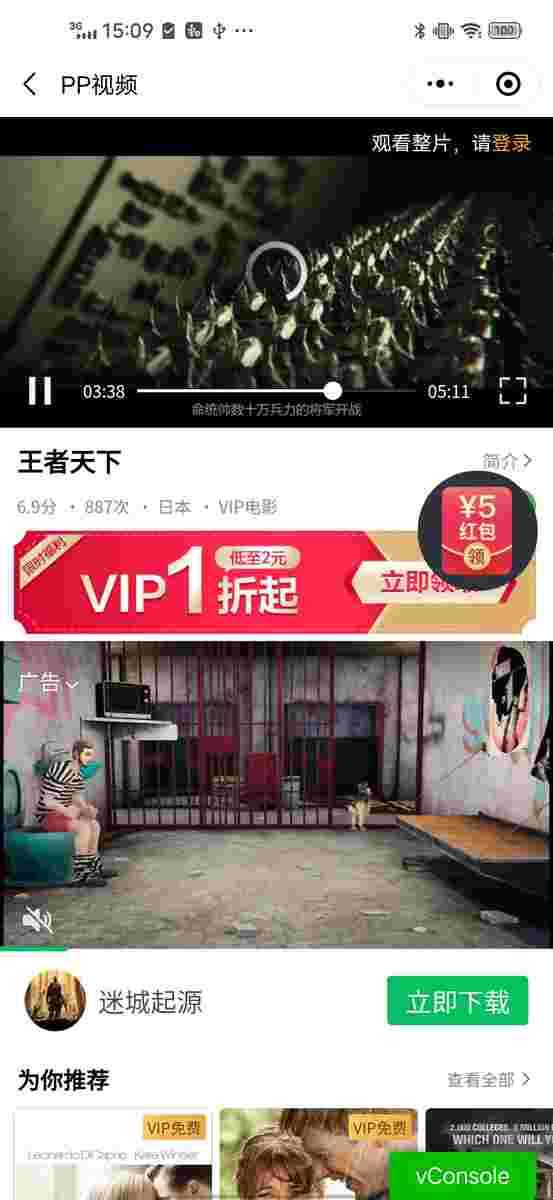 3G 15:09 100
PP视频
观看整片，请登录
03:38 05:11
命统帅数十万兵力的将军开战
王者天下
简介
6.9分 · 887次 · 日本 · VIP电影
限时福利
VIP1折起
低至2元
立即领
¥5
红包
领
广告
迷城起源
立即下载
为你推荐
查看全部
VIP免费
VIP免费
Leonardo DiCaprio Kate Winslet
2,000 COLLEGES. 8 MILLION
WHICH ONE WILL YO
vConsole